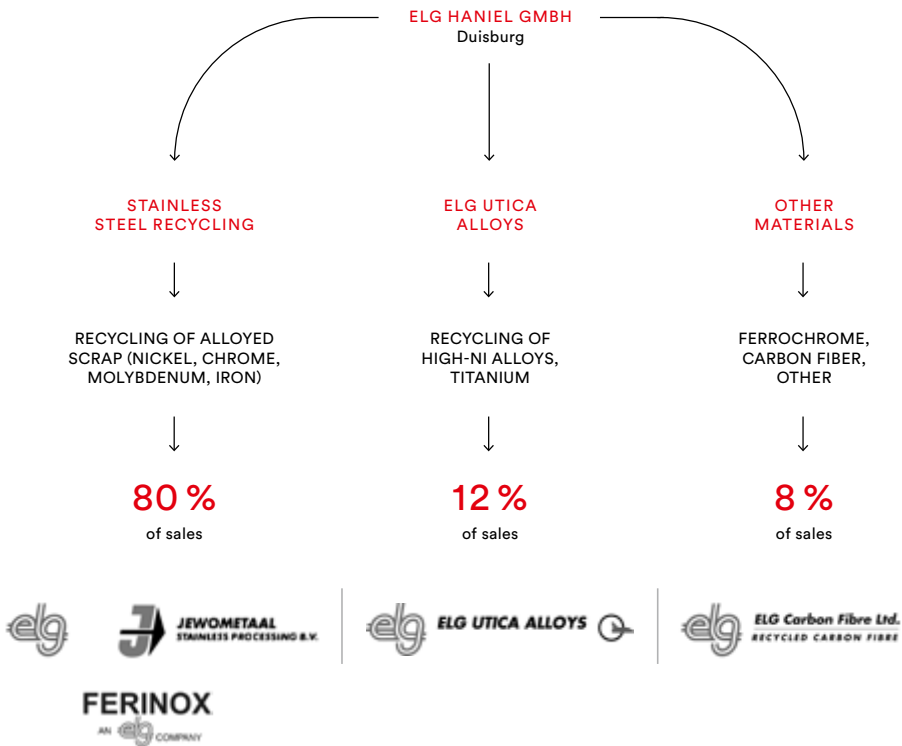 ELG HANIEL GMBH
Duisburg
STAINLESS
STEEL RECYCLING
RECYCLING OF ALLOYED
SCRAP (NICKEL, CHROME,
MOLYBDENUM, IRON)
80 %
of sales
ELG UTICA
ALLOYS
RECYCLING OF
HIGH-NI ALLOYS,
TITANIUM
12 %
of sales
OTHER
MATERIALS
FERROCHROME,
CARBON FIBER,
OTHER
8 %
of sales
elg
JEWOMETAAL
STAINLESS PROCESSING B.V.
FERINOX
AN elg COMPANY
elg ELG UTICA ALLOYS
elg ELG Carbon Fibre Ltd.
RECYCLED CARBON FIBRE